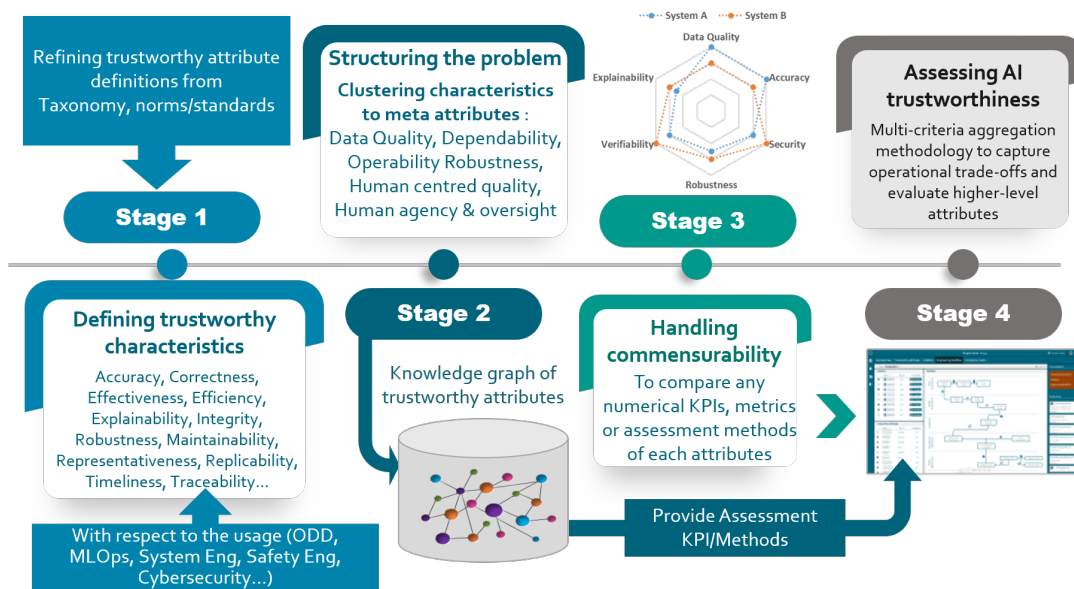 Refining trustworthy attribute
definitions from
Taxonomy, norms/standards
Stage 1
Defining trustworthy
characteristics
Accuracy, Correctness,
Effectiveness, Efficiency,
Explainability, Integrity,
Robustness, Maintainability,
Representativeness, Replicability,
Timeliness, Traceability...
With respect to the usage (ODD,
MLOps, System Eng, Safety Eng,
Cybersecurity...)
Structuring the problem
Clustering characteristics
to meta attributes :
Data Quality, Dependability,
Operability Robustness,
Human centred quality,
Human agency & oversight
Stage 2
Knowledge graph of
trustworthy attributes
System A
System B
Data Quality
Explainability
Accuracy
Verifiability
Security
Robustness
Stage 3
Handling
commensurability
To compare any
numerical KPIs, metrics
or assessment methods
of each attributes
Provide Assessment
KPI/Methods
Assessing AI
trustworthiness
Multi-criteria aggregation
methodology to capture
operational trade-offs and
evaluate higher-level
attributes
Stage 4